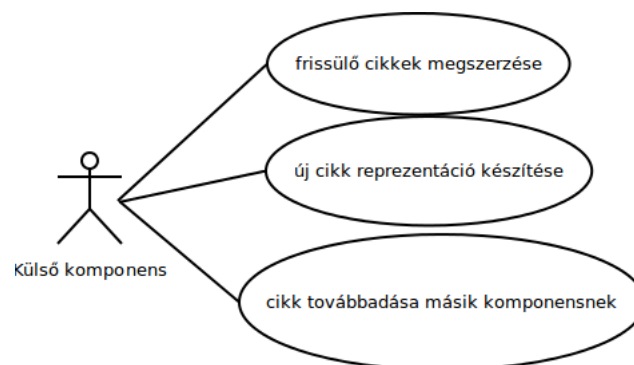 frissülő cikkek megszerzése
új cikk reprezentáció készítése
Külső komponens
cikk továbbadása másik komponensnek